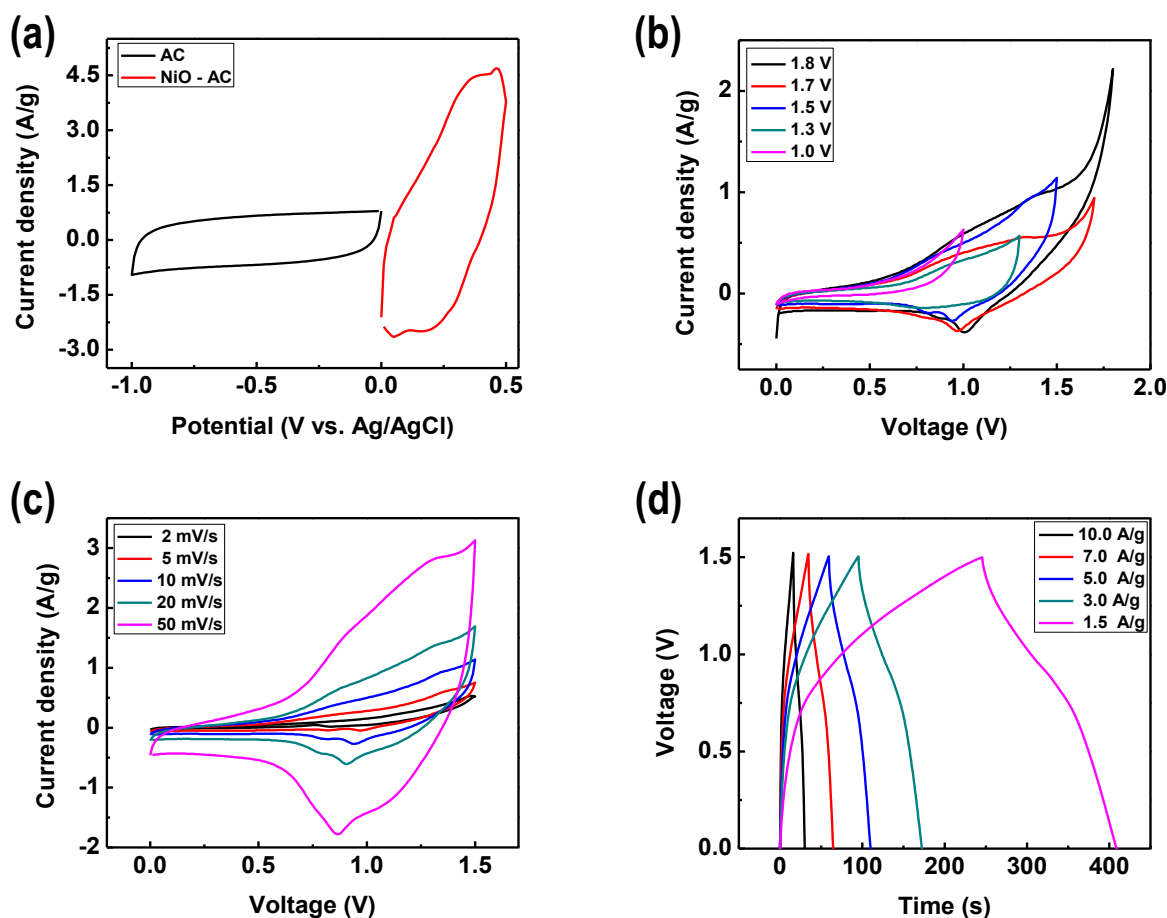 (a)
AC
NiO - AC
4.5
3.0
1.5
0.0
-1.5
-3.0
Current density (A/g)
-1.0
-0.5
0.0
0.5
Potential (V vs. Ag/AgCl)
(b)
1.8 V
1.7 V
1.5 V
1.3 V
1.0 V
2
1
0
Current density (A/g)
0.0
0.5
1.0
1.5
2.0
Voltage (V)
(c)
2 mV/s
5 mV/s
10 mV/s
20 mV/s
50 mV/s
3
2
1
0
-1
-2
Current density (A/g)
0.0
0.5
1.0
1.5
Voltage (V)
(d)
10.0 A/g
7.0 A/g
5.0 A/g
3.0 A/g
1.5 A/g
1.5
1.0
0.5
0.0
Voltage (V)
0
100
200
300
400
Time (s)